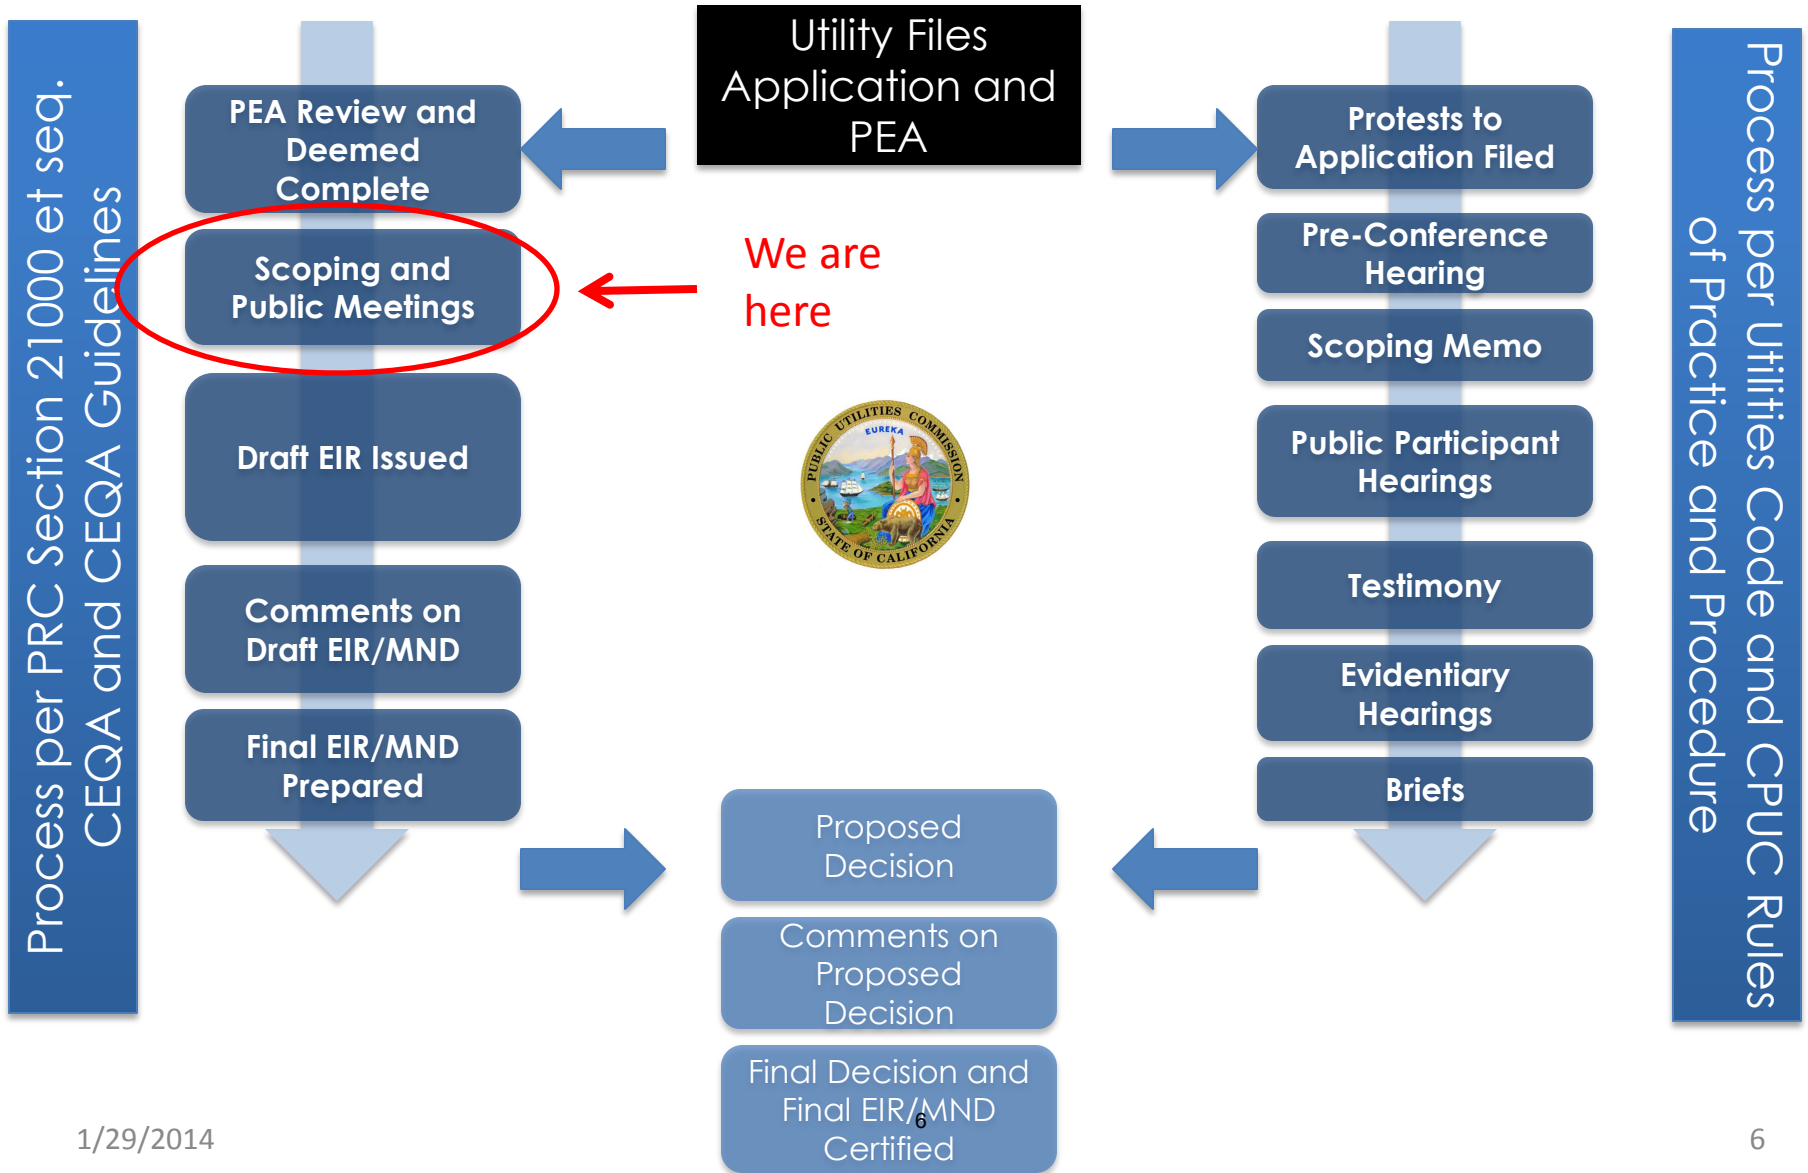 Utility Files
Application and
PEA
Process per PRC Section 21000 et seq.
CEQA and CEQA Guidelines
PEA Review and
Deemed
Complete
Scoping and
Public Meetings
Draft EIR Issued
Comments on
Draft EIR/MND
Final EIR/MND
Prepared
We are
here
PUBLIC UTILITIES COMMISSION
EUREKA
STATE OF CALIFORNIA
Protests to
Application Filed
Pre-Conference
Hearing
Scoping Memo
Public Participant
Hearings
Testimony
Evidentiary
Hearings
Briefs
Process per Utilities Code and CPUC Rules
of Practice and Procedure
Proposed
Decision
Comments on
Proposed
Decision
Final Decision and
Final EIR/MND
Certified
6
1/29/2014
6